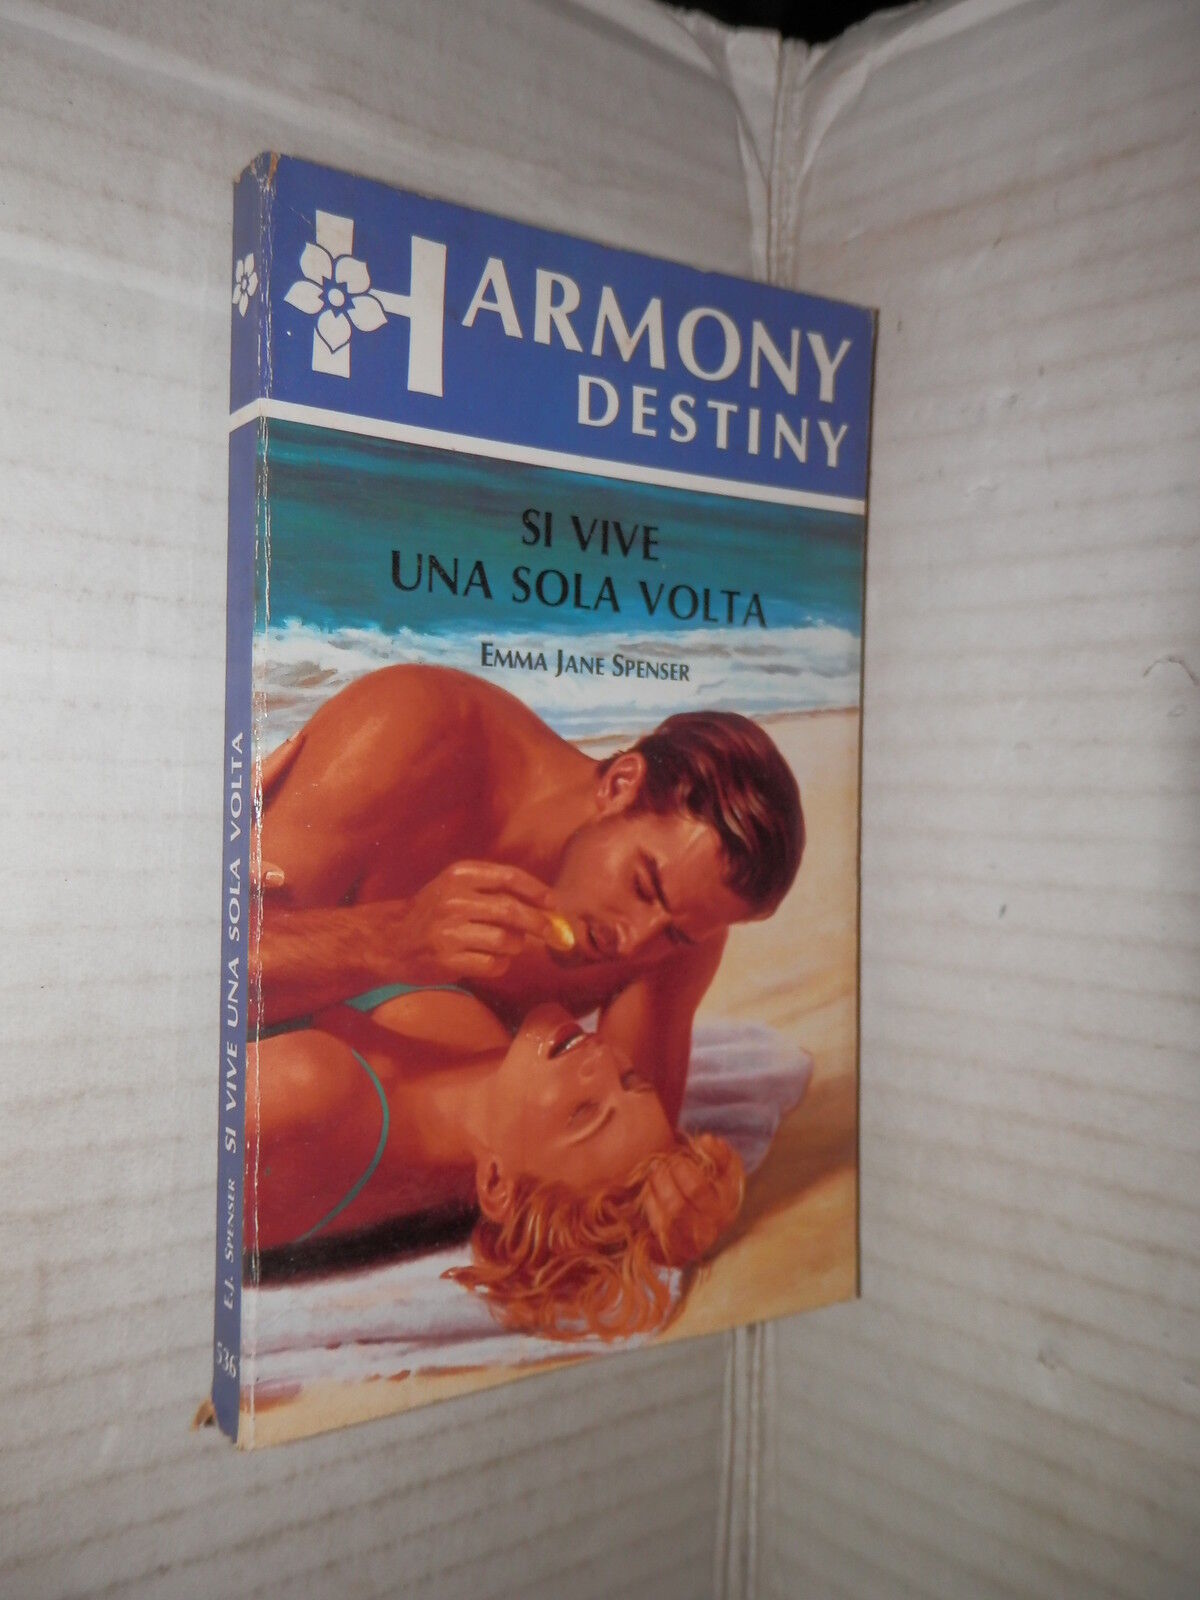 HARMONY
DESTINY
SI VIVE
UNA SOLA VOLTA
EMMA JANE SPENSER
E.J. SPENSER SI VIVE UNA SOLA VOLTA
536